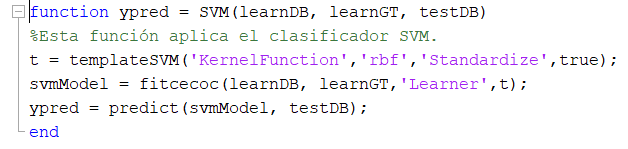 function ypred = SVM(learnDB, learnGT, testDB)
%Esta función aplica el clasificador SVM.
t = templateSVM('KernelFunction','rbf','Standardize',true);
svmModel = fitcecoc(learnDB, learnGT,'Learner',t);
ypred = predict(svmModel, testDB);
end